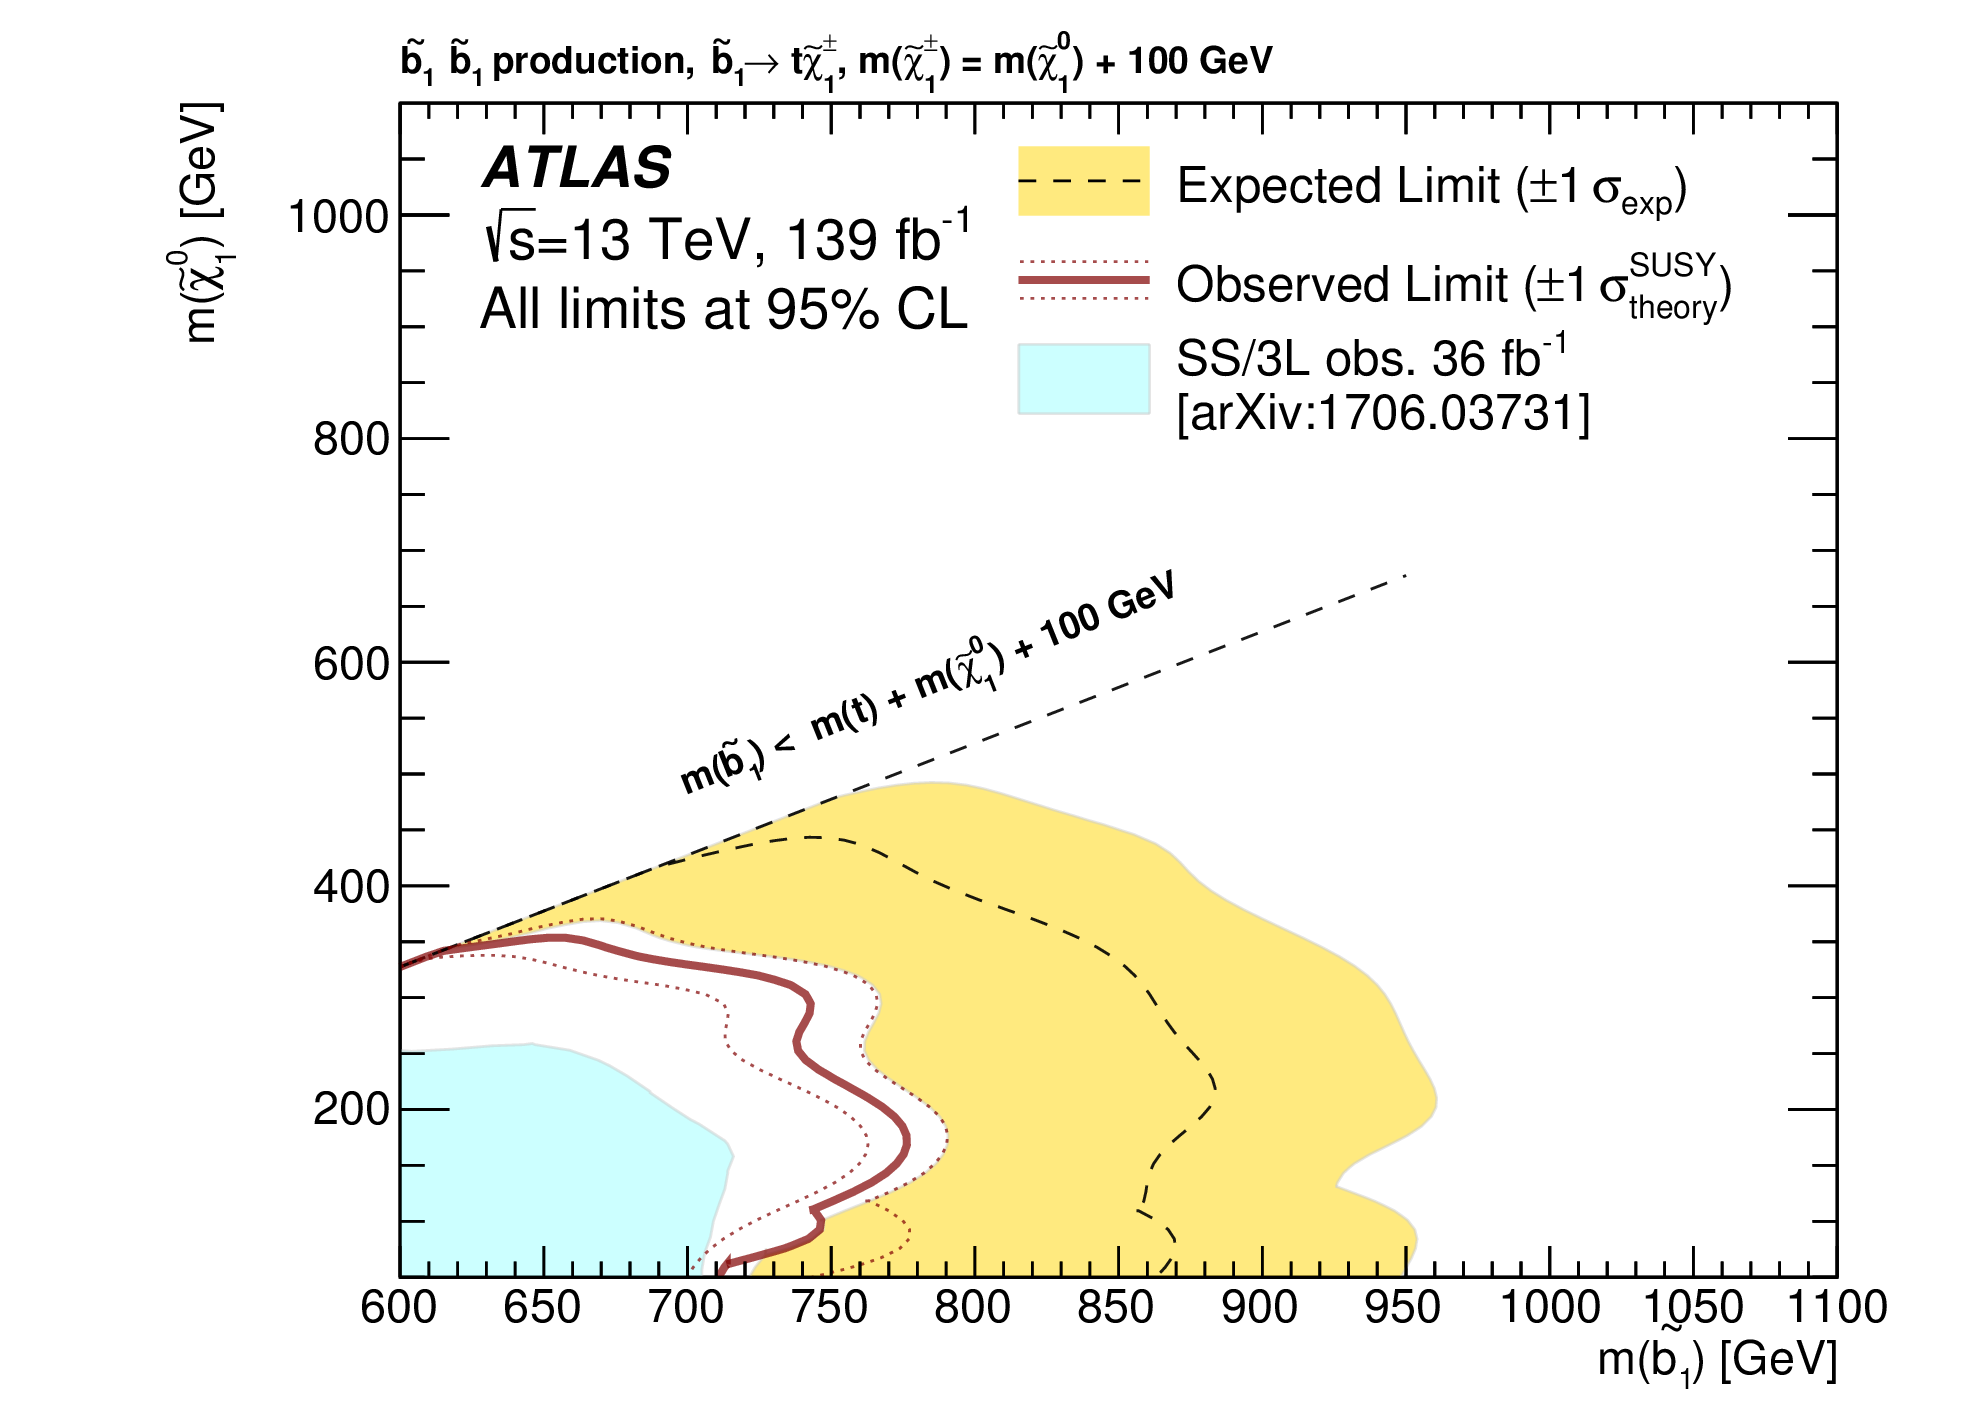 b̃₁ b̃₁ production, b̃₁→ tχ̃₁^±, m(χ̃₁^±) = m(χ̃₁⁰) + 100 GeV
m(χ̃₁⁰) [GeV]
ATLAS
√s=13 TeV, 139 fb⁻¹
All limits at 95% CL
Expected Limit (±1 σ_exp)
Observed Limit (±1 σ_theory^SUSY)
SS/3L obs. 36 fb⁻¹
[arXiv:1706.03731]
1000
800
600
400
200
m(b̃₁) < m(t) + m(χ̃₁⁰) + 100 GeV
600 650 700 750 800 850 900 950 1000 1050 1100
m(b̃₁) [GeV]